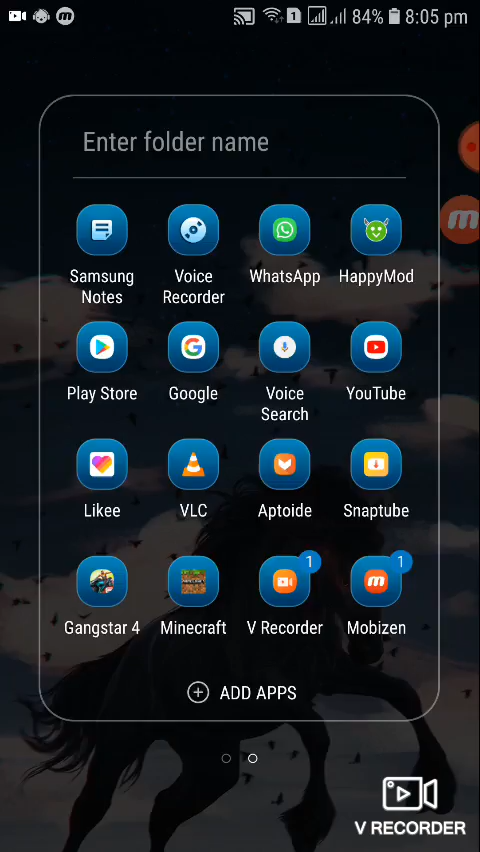 1 84% 8:05 pm
Enter folder name
Samsung Notes
Voice Recorder
WhatsApp
HappyMod
Play Store
Google
Voice Search
YouTube
Likee
VLC
Aptoide
Snaptube
Gangstar 4
Minecraft
1
V Recorder
1
Mobizen
ADD APPS
V RECORDER